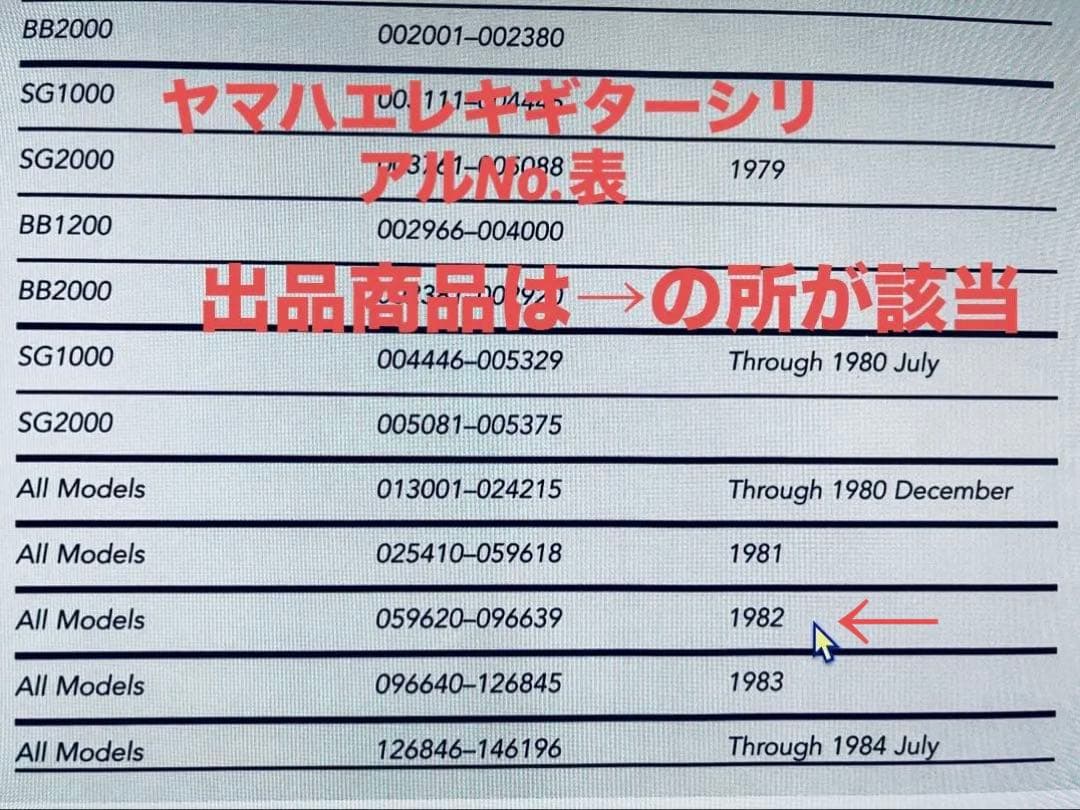 BB2000 002001–002380
SG1000
ヤマハエレキギターシリ
SG2000 1979
アルNo.表
BB1200 002966–004000
BB2000
出品商品は→の所が該当
SG1000 004446–005329 Through 1980 July
SG2000 005081–005375
All Models 013001–024215 Through 1980 December
All Models 025410–059618 1981
All Models 059620–096639 1982 ←
All Models 096640–126845 1983
All Models 126846–146196 Through 1984 July